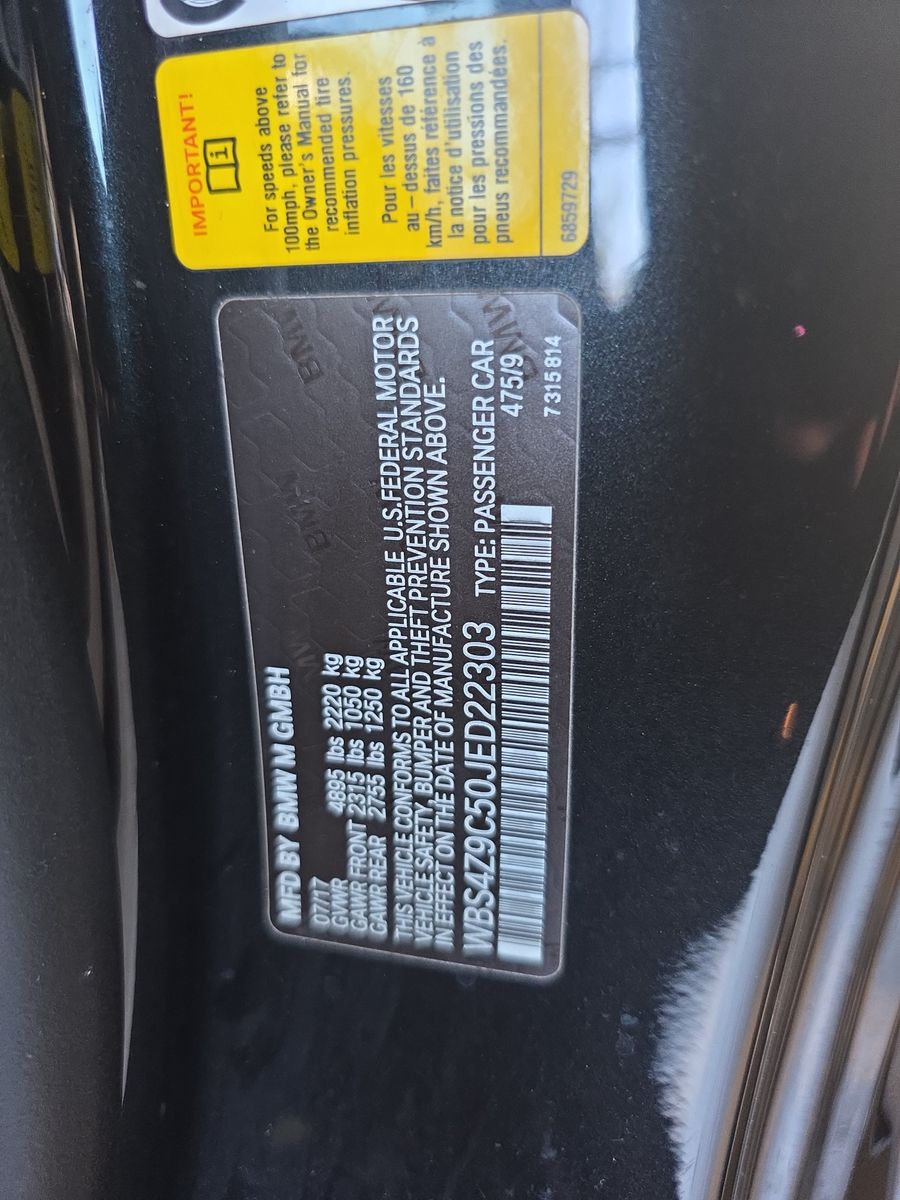 IMPORTANT!
i
For speeds above
100mph, please refer to
the Owner's Manual for
recommended tire
inflation pressures.
Pour les vitesses
au-dessus de 160
km/h, faites référence à
la notice d'utilisation
pour les pressions des
pneus recommandées.
6859729
MFD BY BMW M GMBH
07/17
GVWR 4895 lbs 2220 kg
GAWR FRONT 2315 lbs 1050 kg
GAWR REAR 2755 lbs 1250 kg
THIS VEHICLE CONFORMS TO ALL APPLICABLE U.S.FEDERAL MOTOR
VEHICLE SAFETY, BUMPER AND THEFT PREVENTION STANDARDS
IN EFFECT ON THE DATE OF MANUFACTURE SHOWN ABOVE.
WBS4Z9C50JED22303 TYPE: PASSENGER CAR
475/9
7 315 814